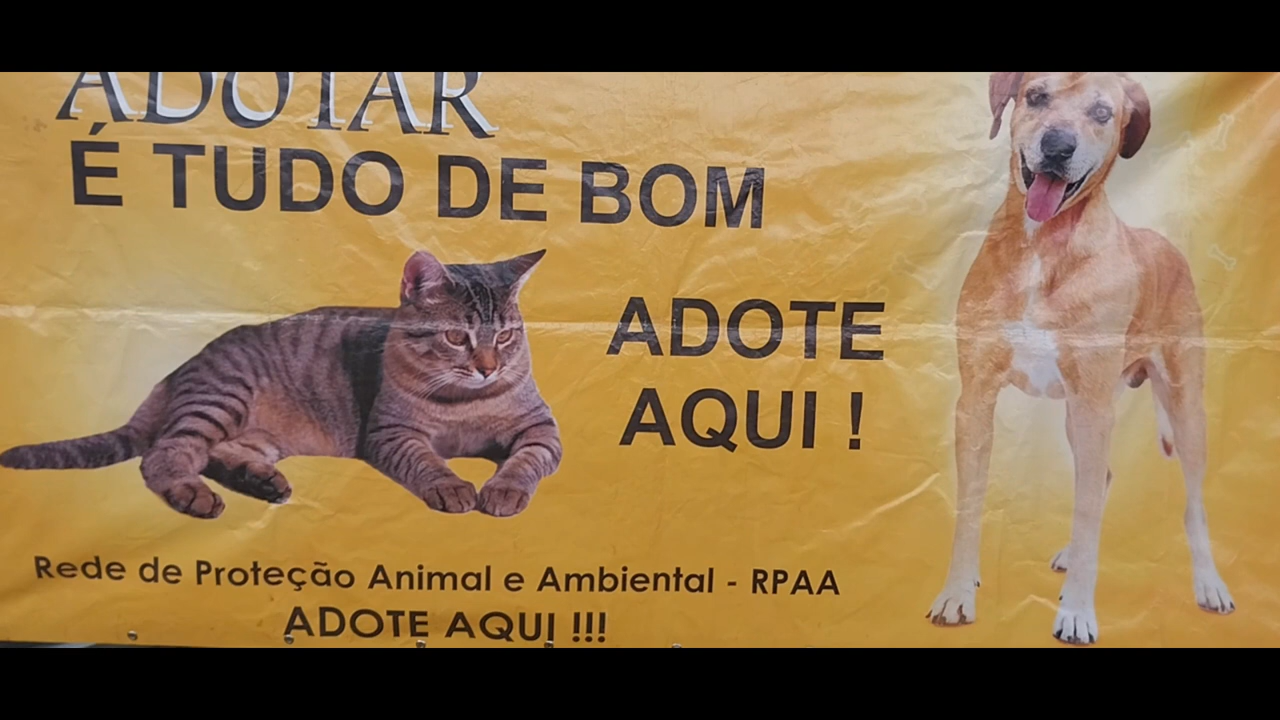 ADOTAR
É TUDO DE BOM
ADOTE
AQUI !
Rede de Proteção Animal e Ambiental - RPAA
ADOTE AQUI !!!